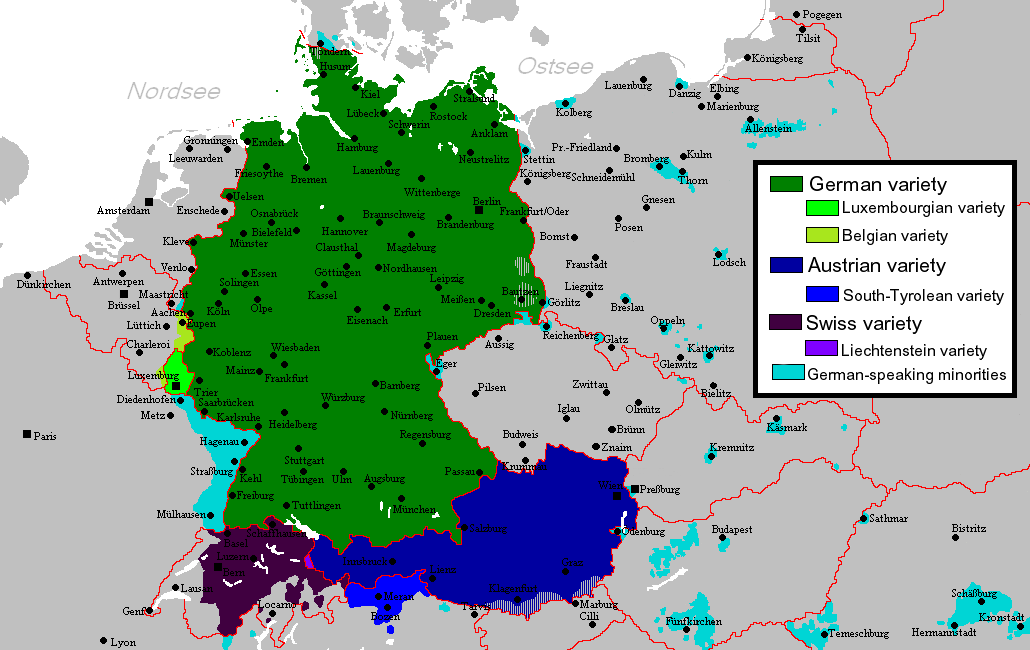 Nordsee
Ostsee
Pogegen
Tilsit
Königsberg
Tondern
Husum
Kiel
Lübeck
Schwerin
Rostock
Stralsund
Anklam
Hamburg
Lauenburg
Neustrelitz
Lauenburg
Kolberg
Danzig
Elbing
Marienburg
Allenstein
Gronningen
Leeuwarden
Emden
Friesoythe
Bremen
Wittenberge
Stettin
Königsberg
Pr.-Friedland
Schneidemühl
Bromberg
Kulm
Thorn
Amsterdam
Enschede
Uelsen
Osnabrück
Bielefeld
Münster
Hannover
Braunschweig
Clausthal
Magdeburg
Brandenburg
Berlin
Frankfurt/Oder
Bomst
Gnesen
Posen
Fraustadt
Lodsch
Kleve
Venlo
Essen
Solingen
Göttingen
Nordhausen
Leipzig
Kassel
Meißen
Dresden
Bautzen
Görlitz
Liegnitz
Breslau
Oppeln
Dünkirchen
Antwerpen
Brüssel
Maastricht
Aachen
Köln
Olpe
Eisenach
Erfurt
Lüttich
Eupen
Charleroi
Koblenz
Wiesbaden
Mainz
Frankfurt
Plauen
Eger
Aussig
Reichenberg
Glatz
Gleiwitz
Kattowitz
Bielitz
Luxemburg
Trier
Diedenhofen
Metz
Saarbrücken
Karlsruhe
Heidelberg
Würzburg
Bamberg
Nürnberg
Pilsen
Zwittau
Olmütz
Iglau
Brünn
Znaim
Budweis
Krummau
Käsmark
Kremnitz
Paris
Hagenau
Straßburg
Kehl
Stuttgart
Tübingen
Ulm
Augsburg
Regensburg
Passau
Freiburg
Tuttlingen
München
Mülhausen
Schaffhausen
Basel
Luzern
Bern
Lausan
Genf
Locarno
Lyon
Innsbruck
Salzburg
Lienz
Meran
Bozen
Tarvis
Klagenfurt
Graz
Wien
Preßburg
Ödenburg
Marburg
Cilli
Budapest
Fünfkirchen
Sathmar
Bistritz
Schäßburg
Hermannstadt
Kronstadt
Temeschburg
German variety
Luxembourgian variety
Belgian variety
Austrian variety
South-Tyrolean variety
Swiss variety
Liechtenstein variety
German-speaking minorities